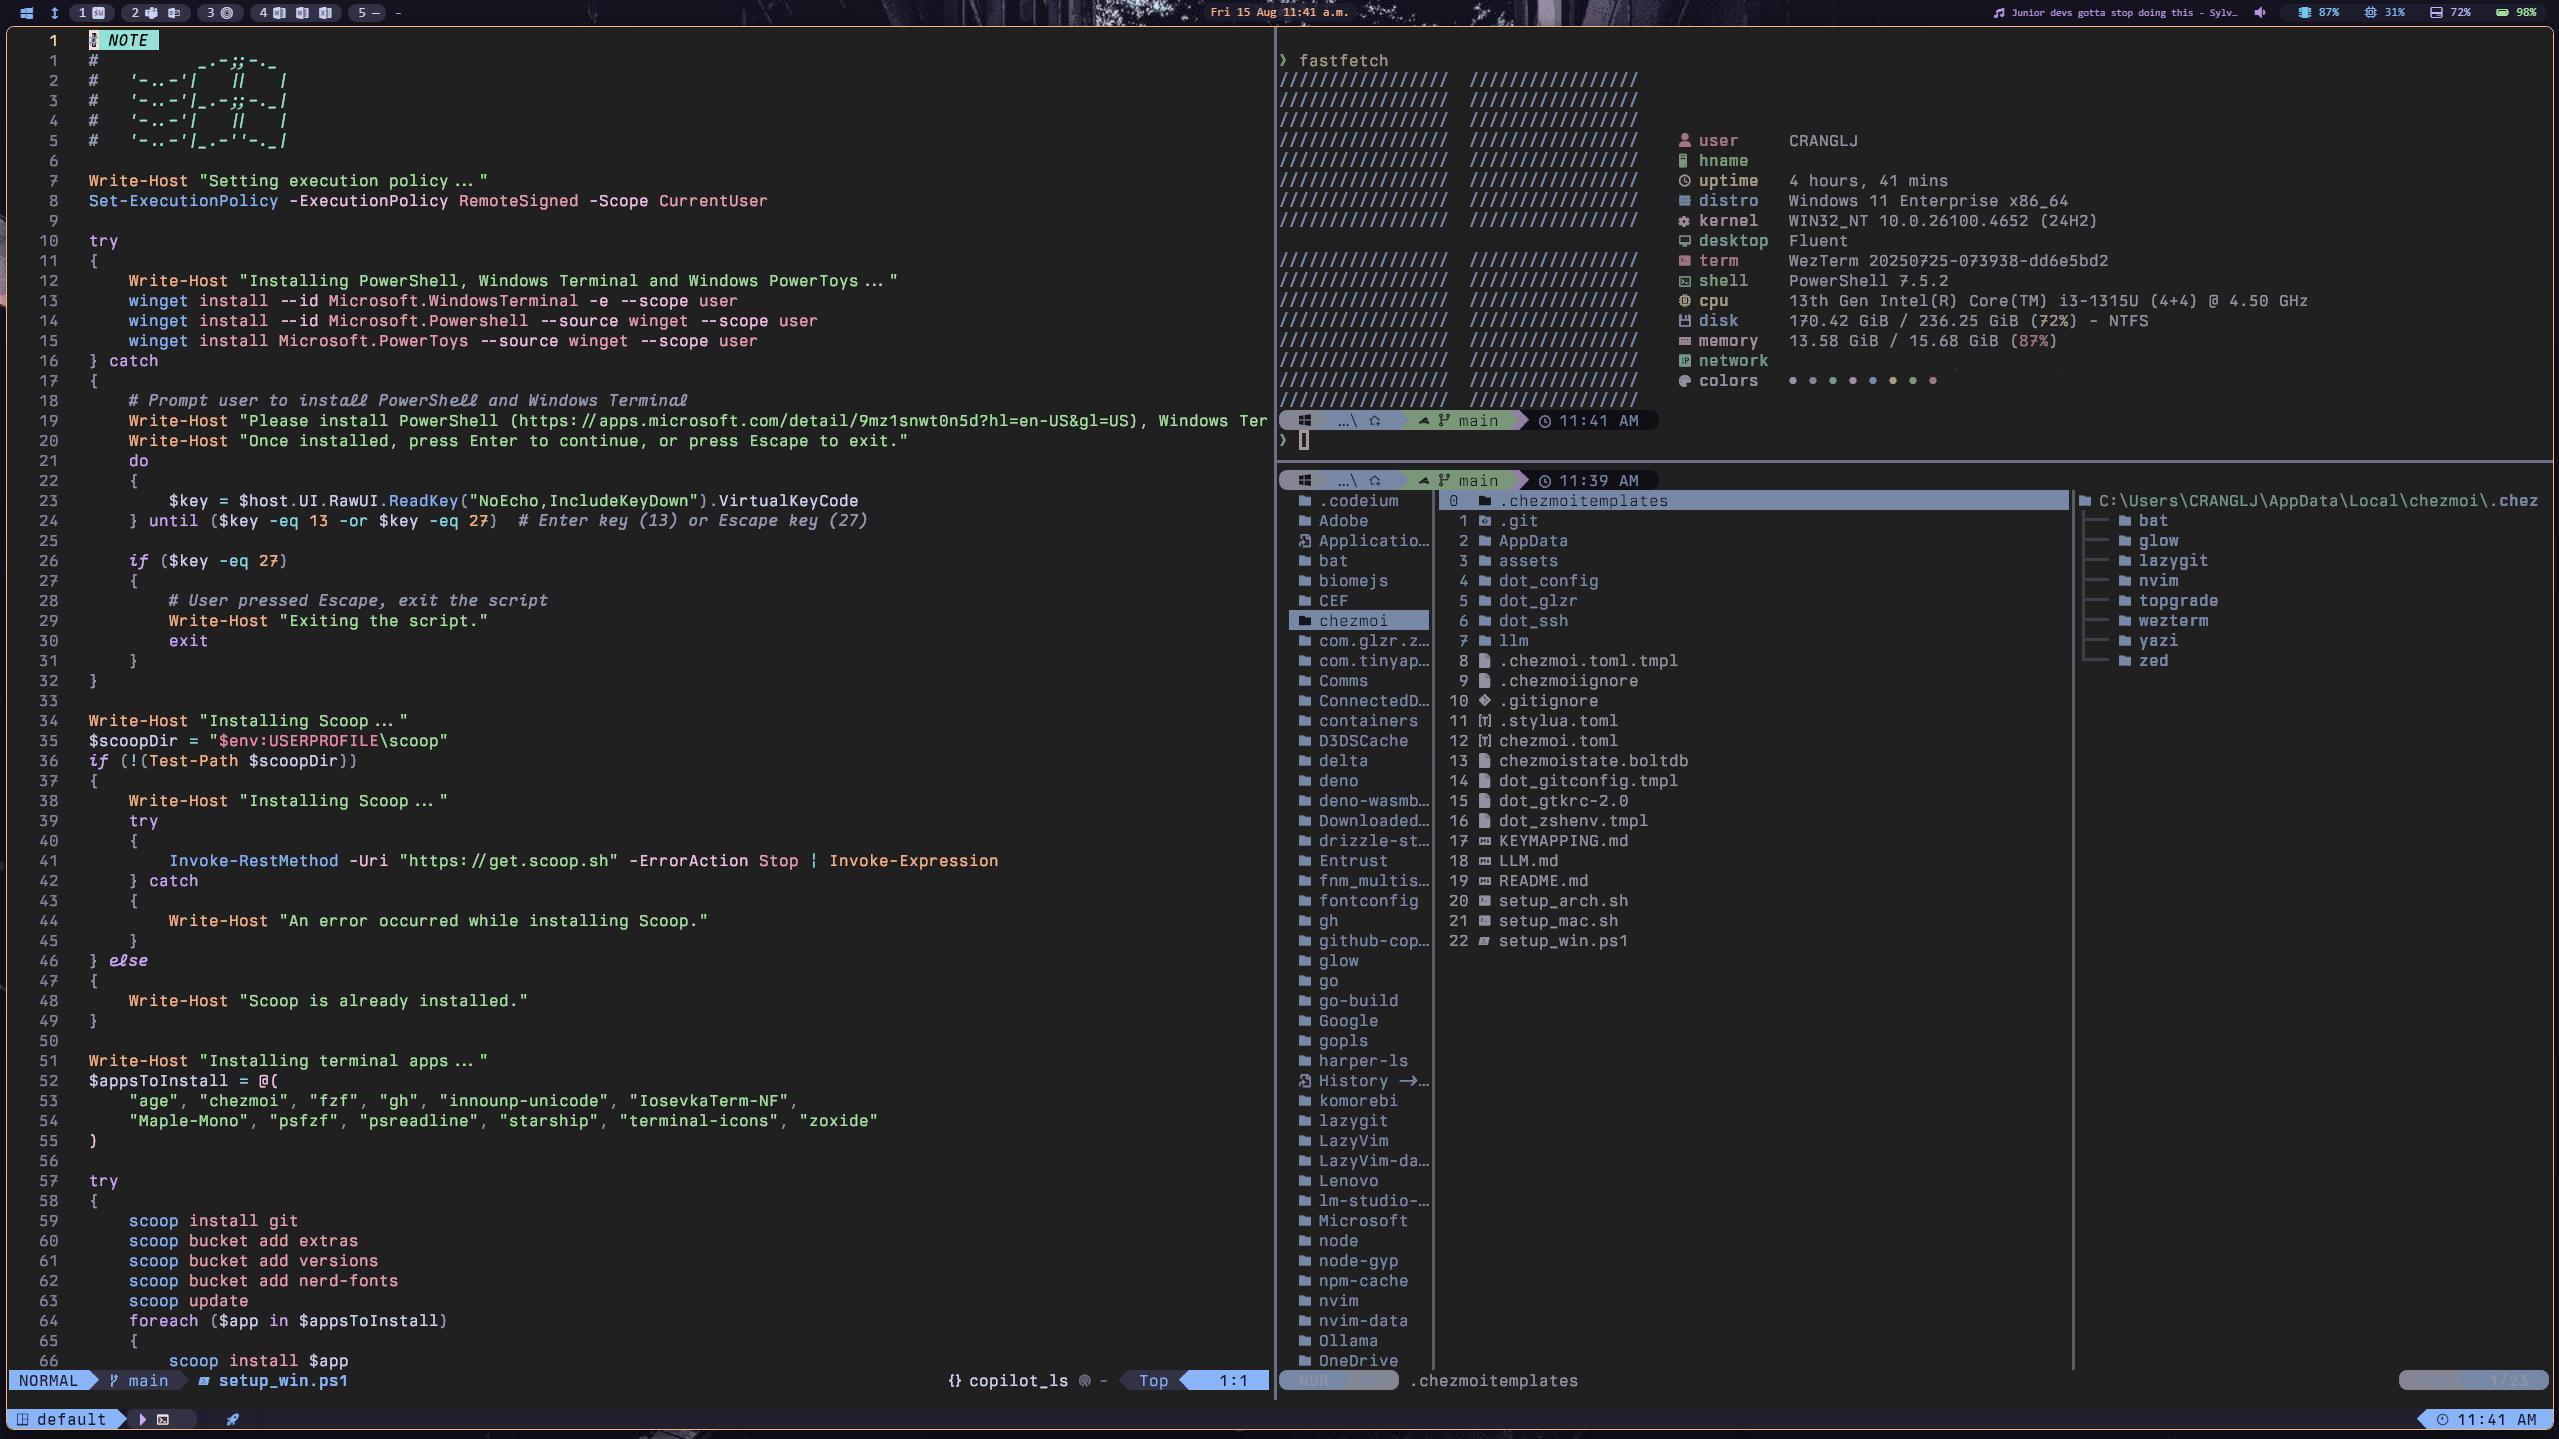 1
2
3
4
5 –
-
Fri 15 Aug 11:41 a.m.
Junior devs gotta stop doing this - Sylv…
87%
31%
72%
98%
1 NOTE
1 #           _.-;;-._
2 #    '-..-'|   ||   |
3 #    '-..-'|_.-;;-._|
4 #    '-..-'|   ||   |
5 #    '-..-'|_.-''-._|
6
7 Write-Host "Setting execution policy..."
8 Set-ExecutionPolicy -ExecutionPolicy RemoteSigned -Scope CurrentUser
9
10 try
11 {
12     Write-Host "Installing PowerShell, Windows Terminal and Windows PowerToys..."
13     winget install --id Microsoft.WindowsTerminal -e --scope user
14     winget install --id Microsoft.Powershell --source winget --scope user
15     winget install Microsoft.PowerToys --source winget --scope user
16 } catch
17 {
18     # Prompt user to install PowerShell and Windows Terminal
19     Write-Host "Please install PowerShell (https://apps.microsoft.com/detail/9mz1snwt0n5d?hl=en-US&gl=US), Windows Ter
20     Write-Host "Once installed, press Enter to continue, or press Escape to exit."
21     do
22     {
23         $key = $host.UI.RawUI.ReadKey("NoEcho,IncludeKeyDown").VirtualKeyCode
24     } until ($key -eq 13 -or $key -eq 27)  # Enter key (13) or Escape key (27)
25
26     if ($key -eq 27)
27     {
28         # User pressed Escape, exit the script
29         Write-Host "Exiting the script."
30         exit
31     }
32 }
33
34 Write-Host "Installing Scoop..."
35 $scoopDir = "$env:USERPROFILE\scoop"
36 if (!(Test-Path $scoopDir))
37 {
38     Write-Host "Installing Scoop..."
39     try
40     {
41         Invoke-RestMethod -Uri "https://get.scoop.sh" -ErrorAction Stop | Invoke-Expression
42     } catch
43     {
44         Write-Host "An error occurred while installing Scoop."
45     }
46 } else
47 {
48     Write-Host "Scoop is already installed."
49 }
50
51 Write-Host "Installing terminal apps..."
52 $appsToInstall = @(
53     "age", "chezmoi", "fzf", "gh", "innounp-unicode", "IosevkaTerm-NF",
54     "Maple-Mono", "psfzf", "psreadline", "starship", "terminal-icons", "zoxide"
55 )
56
57 try
58 {
59     scoop install git
60     scoop bucket add extras
61     scoop bucket add versions
62     scoop bucket add nerd-fonts
63     scoop update
64     foreach ($app in $appsToInstall)
65     {
66         scoop install $app
NORMAL main setup_win.ps1 {} copilot_ls - Top 1:1
❯ fastfetch
/////////////////  /////////////////
/////////////////  /////////////////
/////////////////  /////////////////
/////////////////  ///////////////// user CRANGLJ
/////////////////  ///////////////// hname
/////////////////  ///////////////// uptime 4 hours, 41 mins
/////////////////  ///////////////// distro Windows 11 Enterprise x86_64
/////////////////  ///////////////// kernel WIN32_NT 10.0.26100.4652 (24H2)
desktop Fluent
/////////////////  ///////////////// term WezTerm 20250725-073938-dd6e5bd2
/////////////////  ///////////////// shell PowerShell 7.5.2
/////////////////  ///////////////// cpu 13th Gen Intel(R) Core(TM) i3-1315U (4+4) @ 4.50 GHz
/////////////////  ///////////////// disk 170.42 GiB / 236.25 GiB (72%) - NTFS
/////////////////  ///////////////// memory 13.58 GiB / 15.68 GiB (87%)
/////////////////  ///////////////// network
/////////////////  ///////////////// colors
/////////////////  /////////////////
…\ main 11:41 AM
❯
…\ main 11:39 AM
.codeium
Adobe
Applicatio…
bat
biomejs
CEF
chezmoi
com.glzr.z…
com.tinyap…
Comms
ConnectedD…
containers
D3DSCache
delta
deno
deno-wasmb…
Downloaded…
drizzle-st…
Entrust
fnm_multis…
fontconfig
gh
github-cop…
glow
go
go-build
Google
gopls
harper-ls
History ->…
komorebi
lazygit
LazyVim
LazyVim-da…
Lenovo
lm-studio-…
Microsoft
node
node-gyp
npm-cache
nvim
nvim-data
Ollama
OneDrive
0 .chezmoitemplates
1 .git
2 AppData
3 assets
4 dot_config
5 dot_glzr
6 dot_ssh
7 llm
8 .chezmoi.toml.tmpl
9 .chezmoiignore
10 .gitignore
11 .stylua.toml
12 chezmoi.toml
13 chezmoistate.boltdb
14 dot_gitconfig.tmpl
15 dot_gtkrc-2.0
16 dot_zshenv.tmpl
17 KEYMAPPING.md
18 LLM.md
19 README.md
20 setup_arch.sh
21 setup_mac.sh
22 setup_win.ps1
C:\Users\CRANGLJ\AppData\Local\chezmoi\.chez
bat
glow
lazygit
nvim
topgrade
wezterm
yazi
zed
NOR .chezmoitemplates 1/23
default 11:41 AM